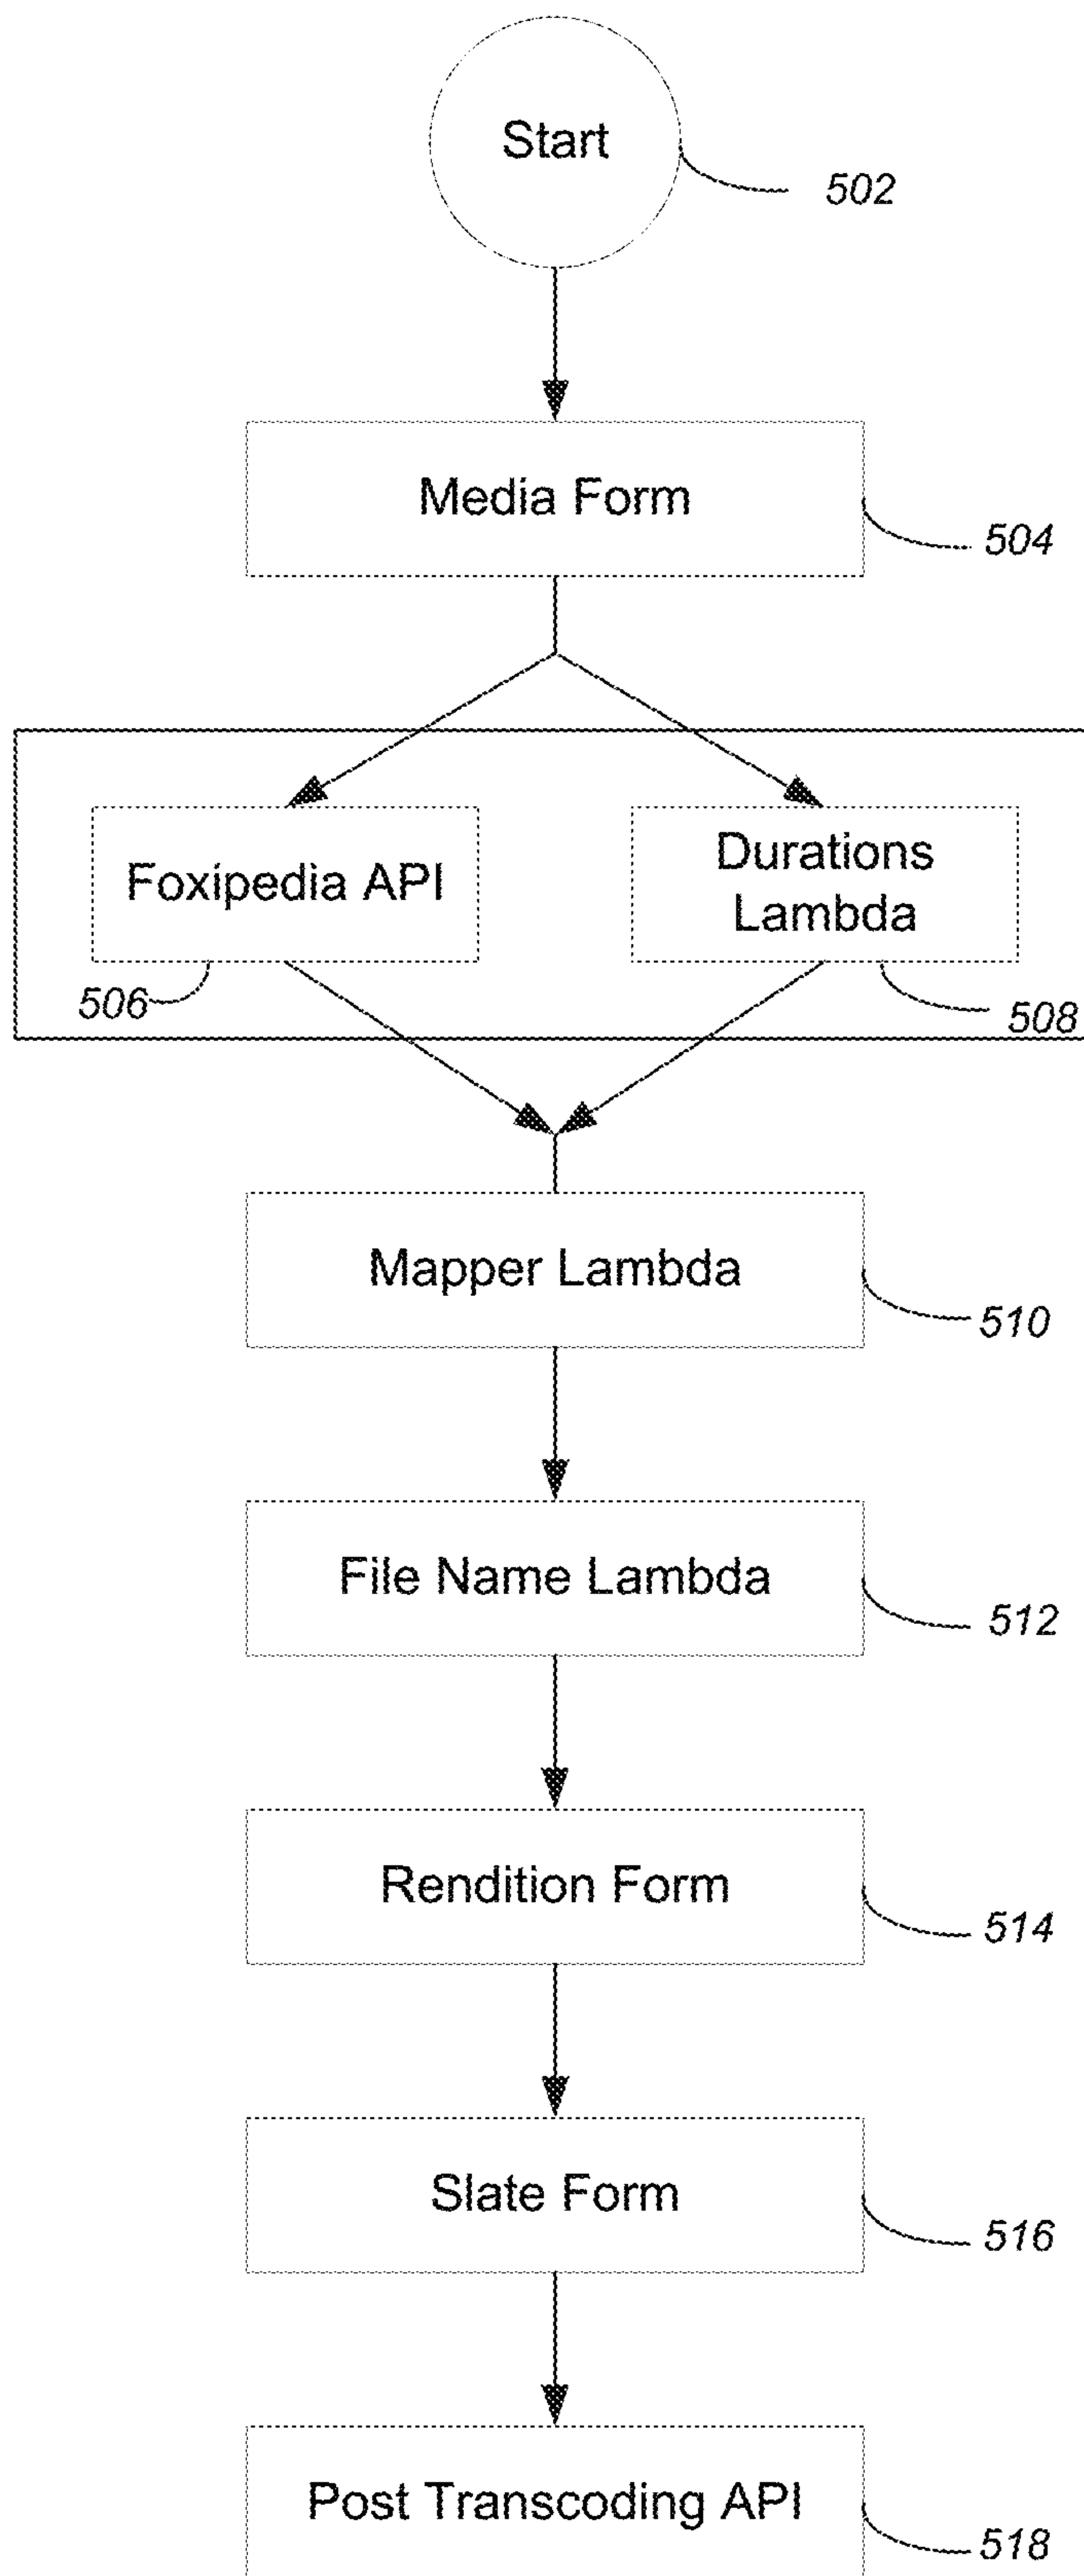 Start
502
Media Form
504
Foxipedia API
Durations
Lambda
506
508
Mapper Lambda
510
File Name Lambda
512
Rendition Form
514
Slate Form
516
Post Transcoding API
518